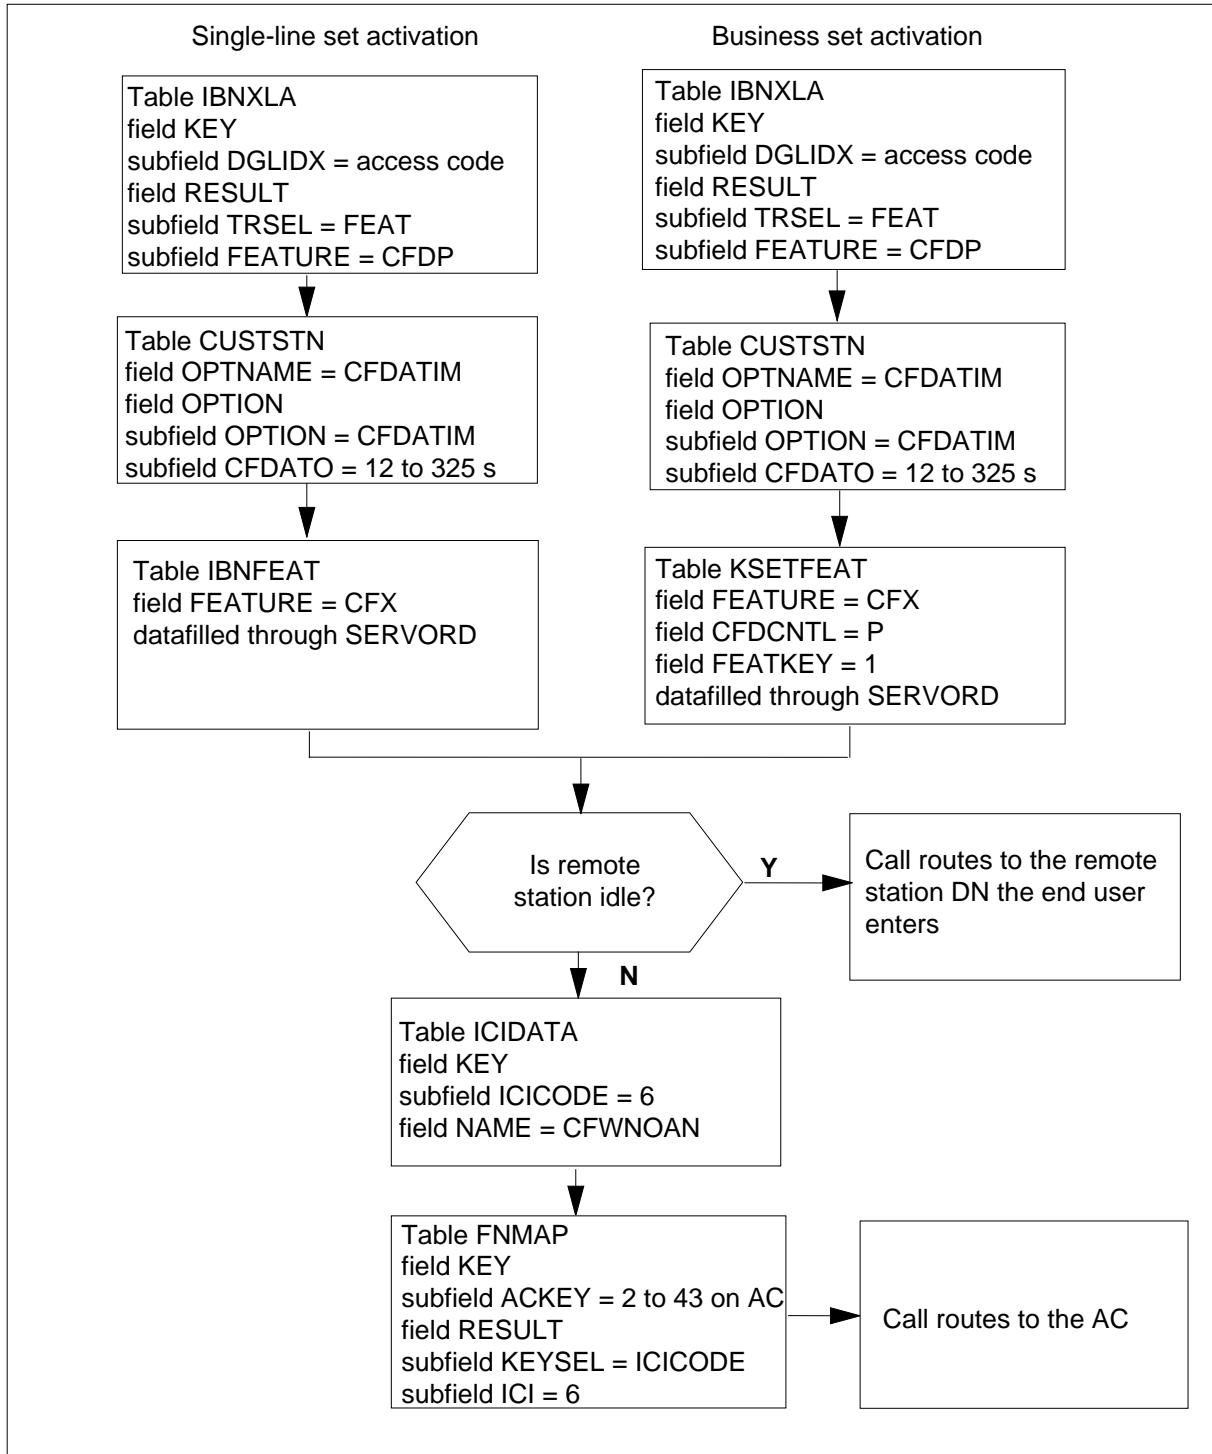 Single-line set activation
Business set activation
Table IBNXLA
field KEY
subfield DGLIDX = access code
field RESULT
subfield TRSEL = FEAT
subfield FEATURE = CFDP
Table IBNXLA
field KEY
subfield DGLIDX = access code
field RESULT
subfield TRSEL = FEAT
subfield FEATURE = CFDP
Table CUSTSTN
field OPTNAME = CFDATIM
field OPTION
subfield OPTION = CFDATIM
subfield CFDATO = 12 to 325 s
Table CUSTSTN
field OPTNAME = CFDATIM
field OPTION
subfield OPTION = CFDATIM
subfield CFDATO = 12 to 325 s
Table IBNFEAT
field FEATURE = CFX
datafilled through SERVORD
Table KSETFEAT
field FEATURE = CFX
field CFDCNTL = P
field FEATKEY = 1
datafilled through SERVORD
Is remote
station idle?
Y
Call routes to the remote
station DN the end user
enters
N
Table ICIDATA
field KEY
subfield ICICODE = 6
field NAME = CFWNOAN
Table FNMAP
field KEY
subfield ACKEY = 2 to 43 on AC
field RESULT
subfield KEYSEL = ICICODE
subfield ICI = 6
Call routes to the AC